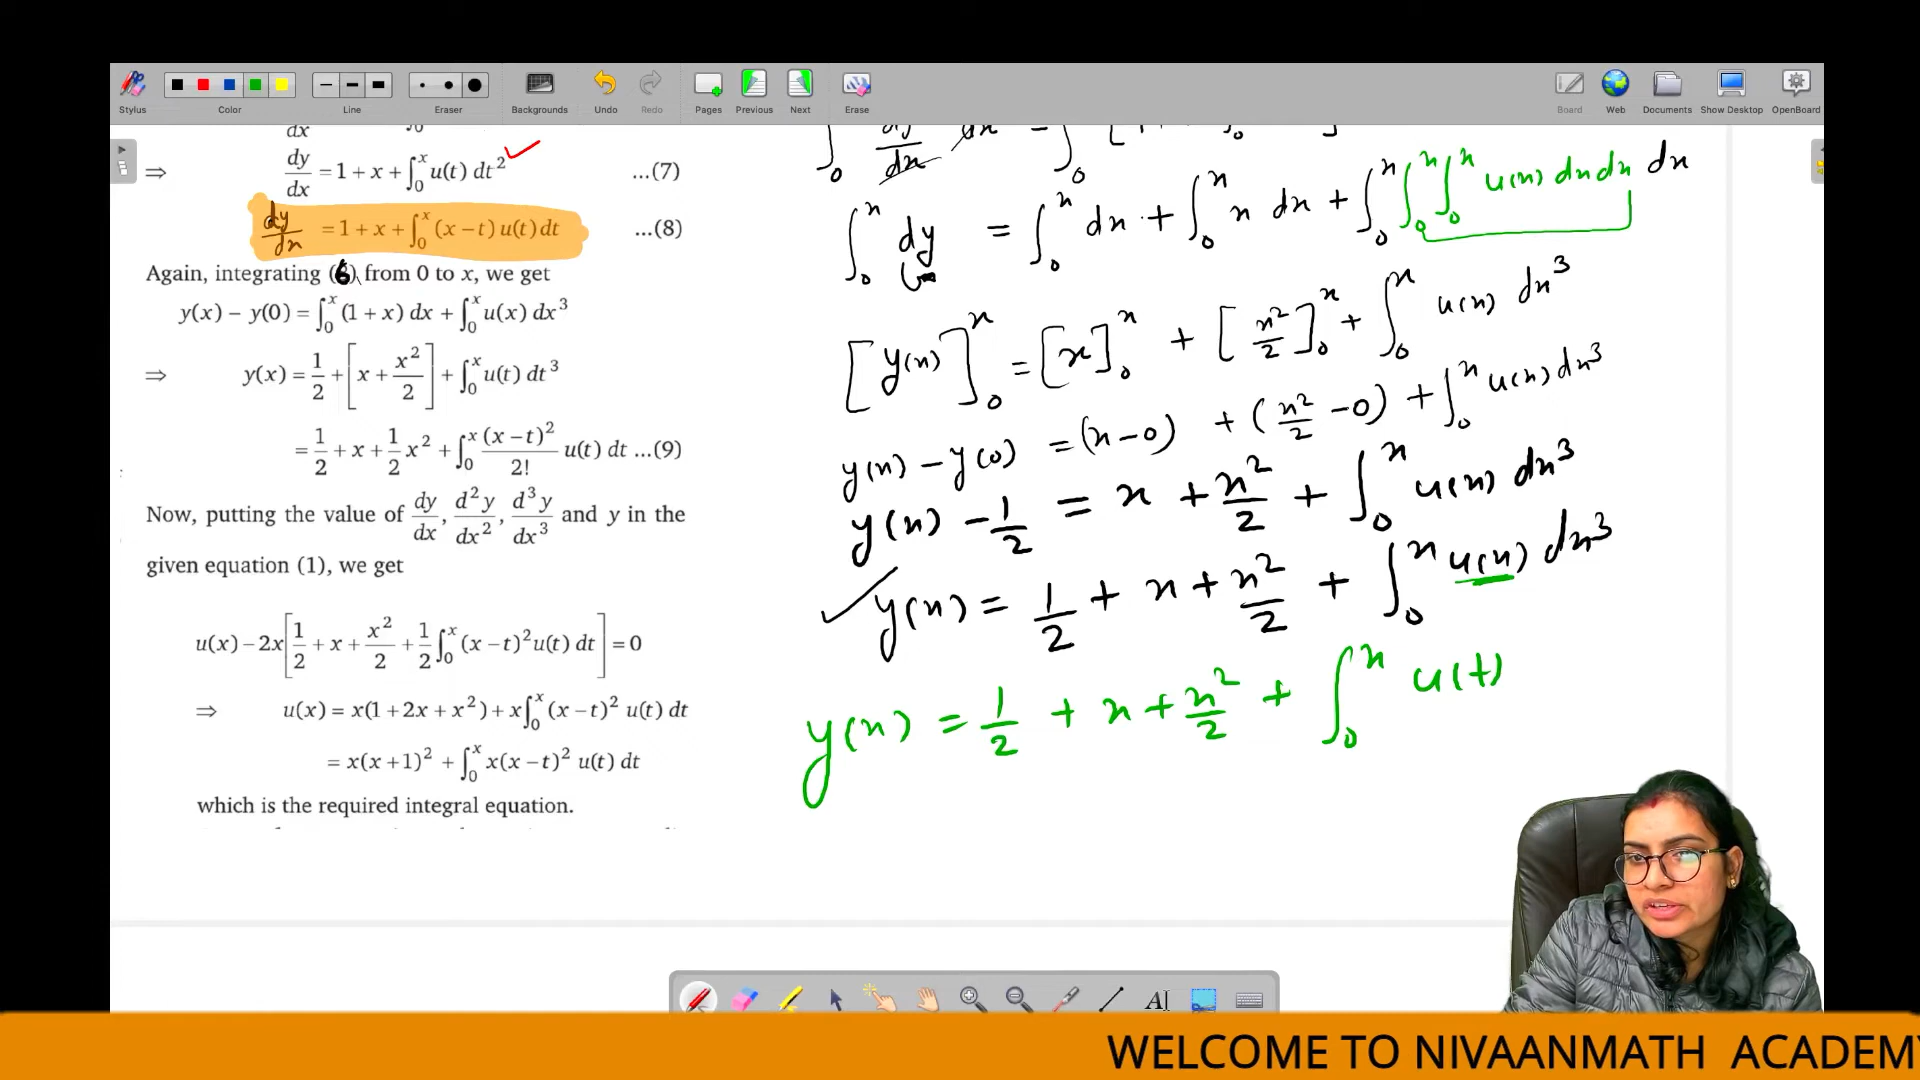 Stylus Color Line Eraser Backgrounds Undo Redo Pages Previous Next Erase Board Web Documents Show Desktop OpenBoard
dx
⇒ dy/dx = 1 + x + ∫₀ˣ u(t) dt² ✓ ...(7)
dy/dx = 1 + x + ∫₀ˣ (x − t) u(t) dt ...(8)
Again, integrating (6) from 0 to x, we get
y(x) − y(0) = ∫₀ˣ (1 + x) dx + ∫₀ˣ u(x) dx³
⇒ y(x) = 1/2 + [x + x²/2] + ∫₀ˣ u(t) dt³
= 1/2 + x + 1/2 x² + ∫₀ˣ (x − t)²/2! u(t) dt ...(9)
Now, putting the value of dy/dx, d²y/dx², d³y/dx³ and y in the
given equation (1), we get
u(x) − 2x[1/2 + x + x²/2 + 1/2 ∫₀ˣ (x − t)² u(t) dt] = 0
⇒ u(x) = x(1 + 2x + x²) + x∫₀ˣ (x − t)² u(t) dt
= x(x + 1)² + ∫₀ˣ x(x − t)² u(t) dt
which is the required integral equation.
∫₀ˣ dy = ∫₀ˣ dx + ∫₀ˣ x dx + ∫₀ˣ ∫₀ˣ ∫₀ˣ u(x) dx dx dx
[y(x)]₀ˣ = [x]₀ˣ + [x²/2]₀ˣ + ∫₀ˣ u(x) dx³
y(x) − y(0) = (x − 0) + (x²/2 − 0) + ∫₀ˣ u(x) dx³
y(x) − 1/2 = x + x²/2 + ∫₀ˣ u(x) dx³
✓ y(x) = 1/2 + x + x²/2 + ∫₀ˣ u(x) dx³
y(x) = 1/2 + x + x²/2 + ∫₀ˣ u(t)
WELCOME TO NIVAANMATH ACADEMY